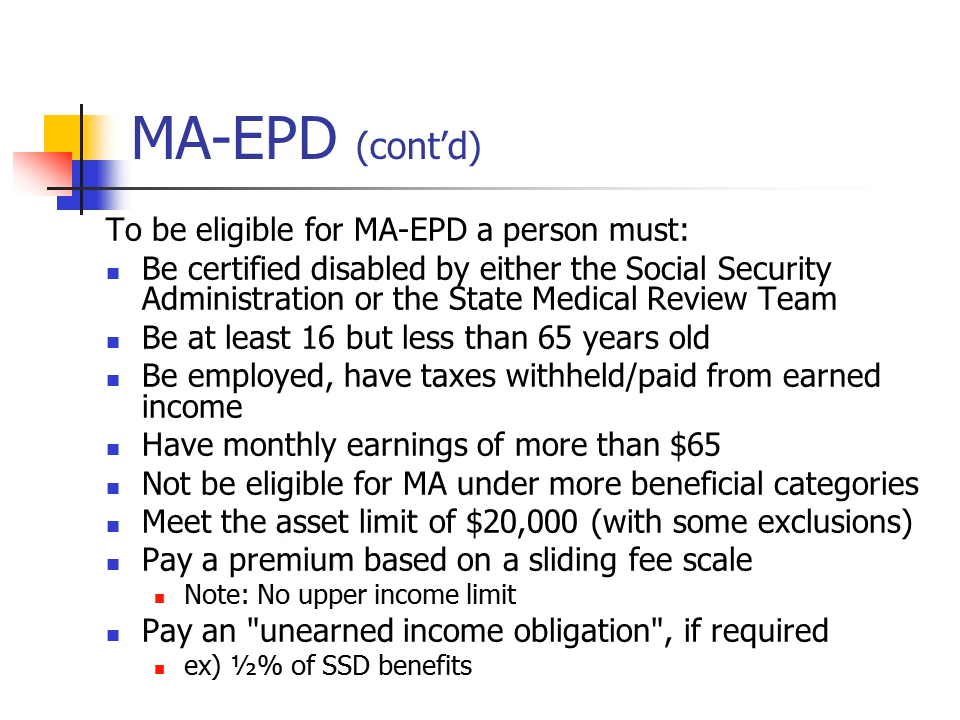 MA-EPD (cont’d)
To be eligible for MA-EPD a person must:
Be certified disabled by either the Social Security
Administration or the State Medical Review Team
Be at least 16 but less than 65 years old
Be employed, have taxes withheld/paid from earned
income
Have monthly earnings of more than $65
Not be eligible for MA under more beneficial categories
Meet the asset limit of $20,000 (with some exclusions)
Pay a premium based on a sliding fee scale
Note: No upper income limit
Pay an "unearned income obligation", if required
ex) ½% of SSD benefits